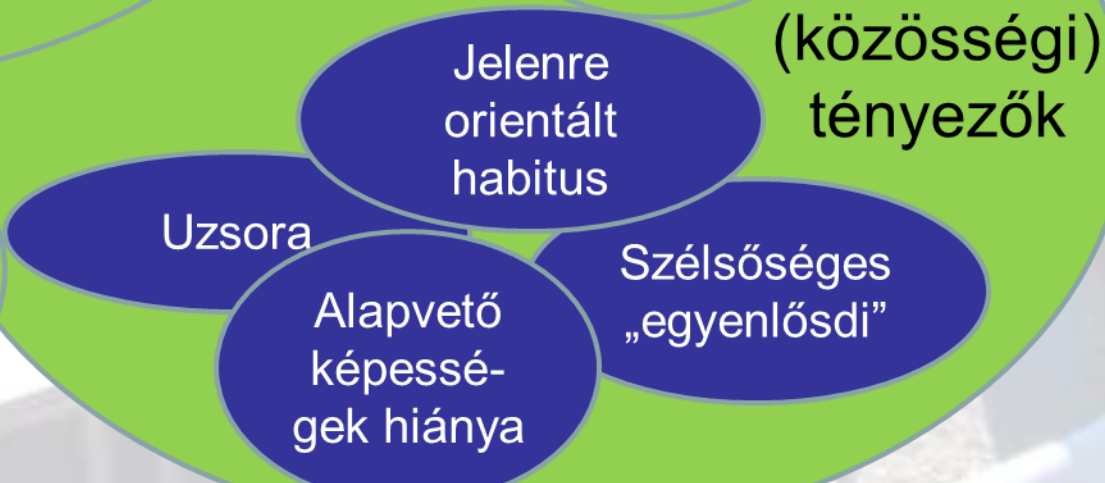 (közösségi)
tényezők
Jelenre
orientált
habitus
Uzsora
Szélsőséges
„egyenlősdi”
Alapvető
képessé-
gek hiánya